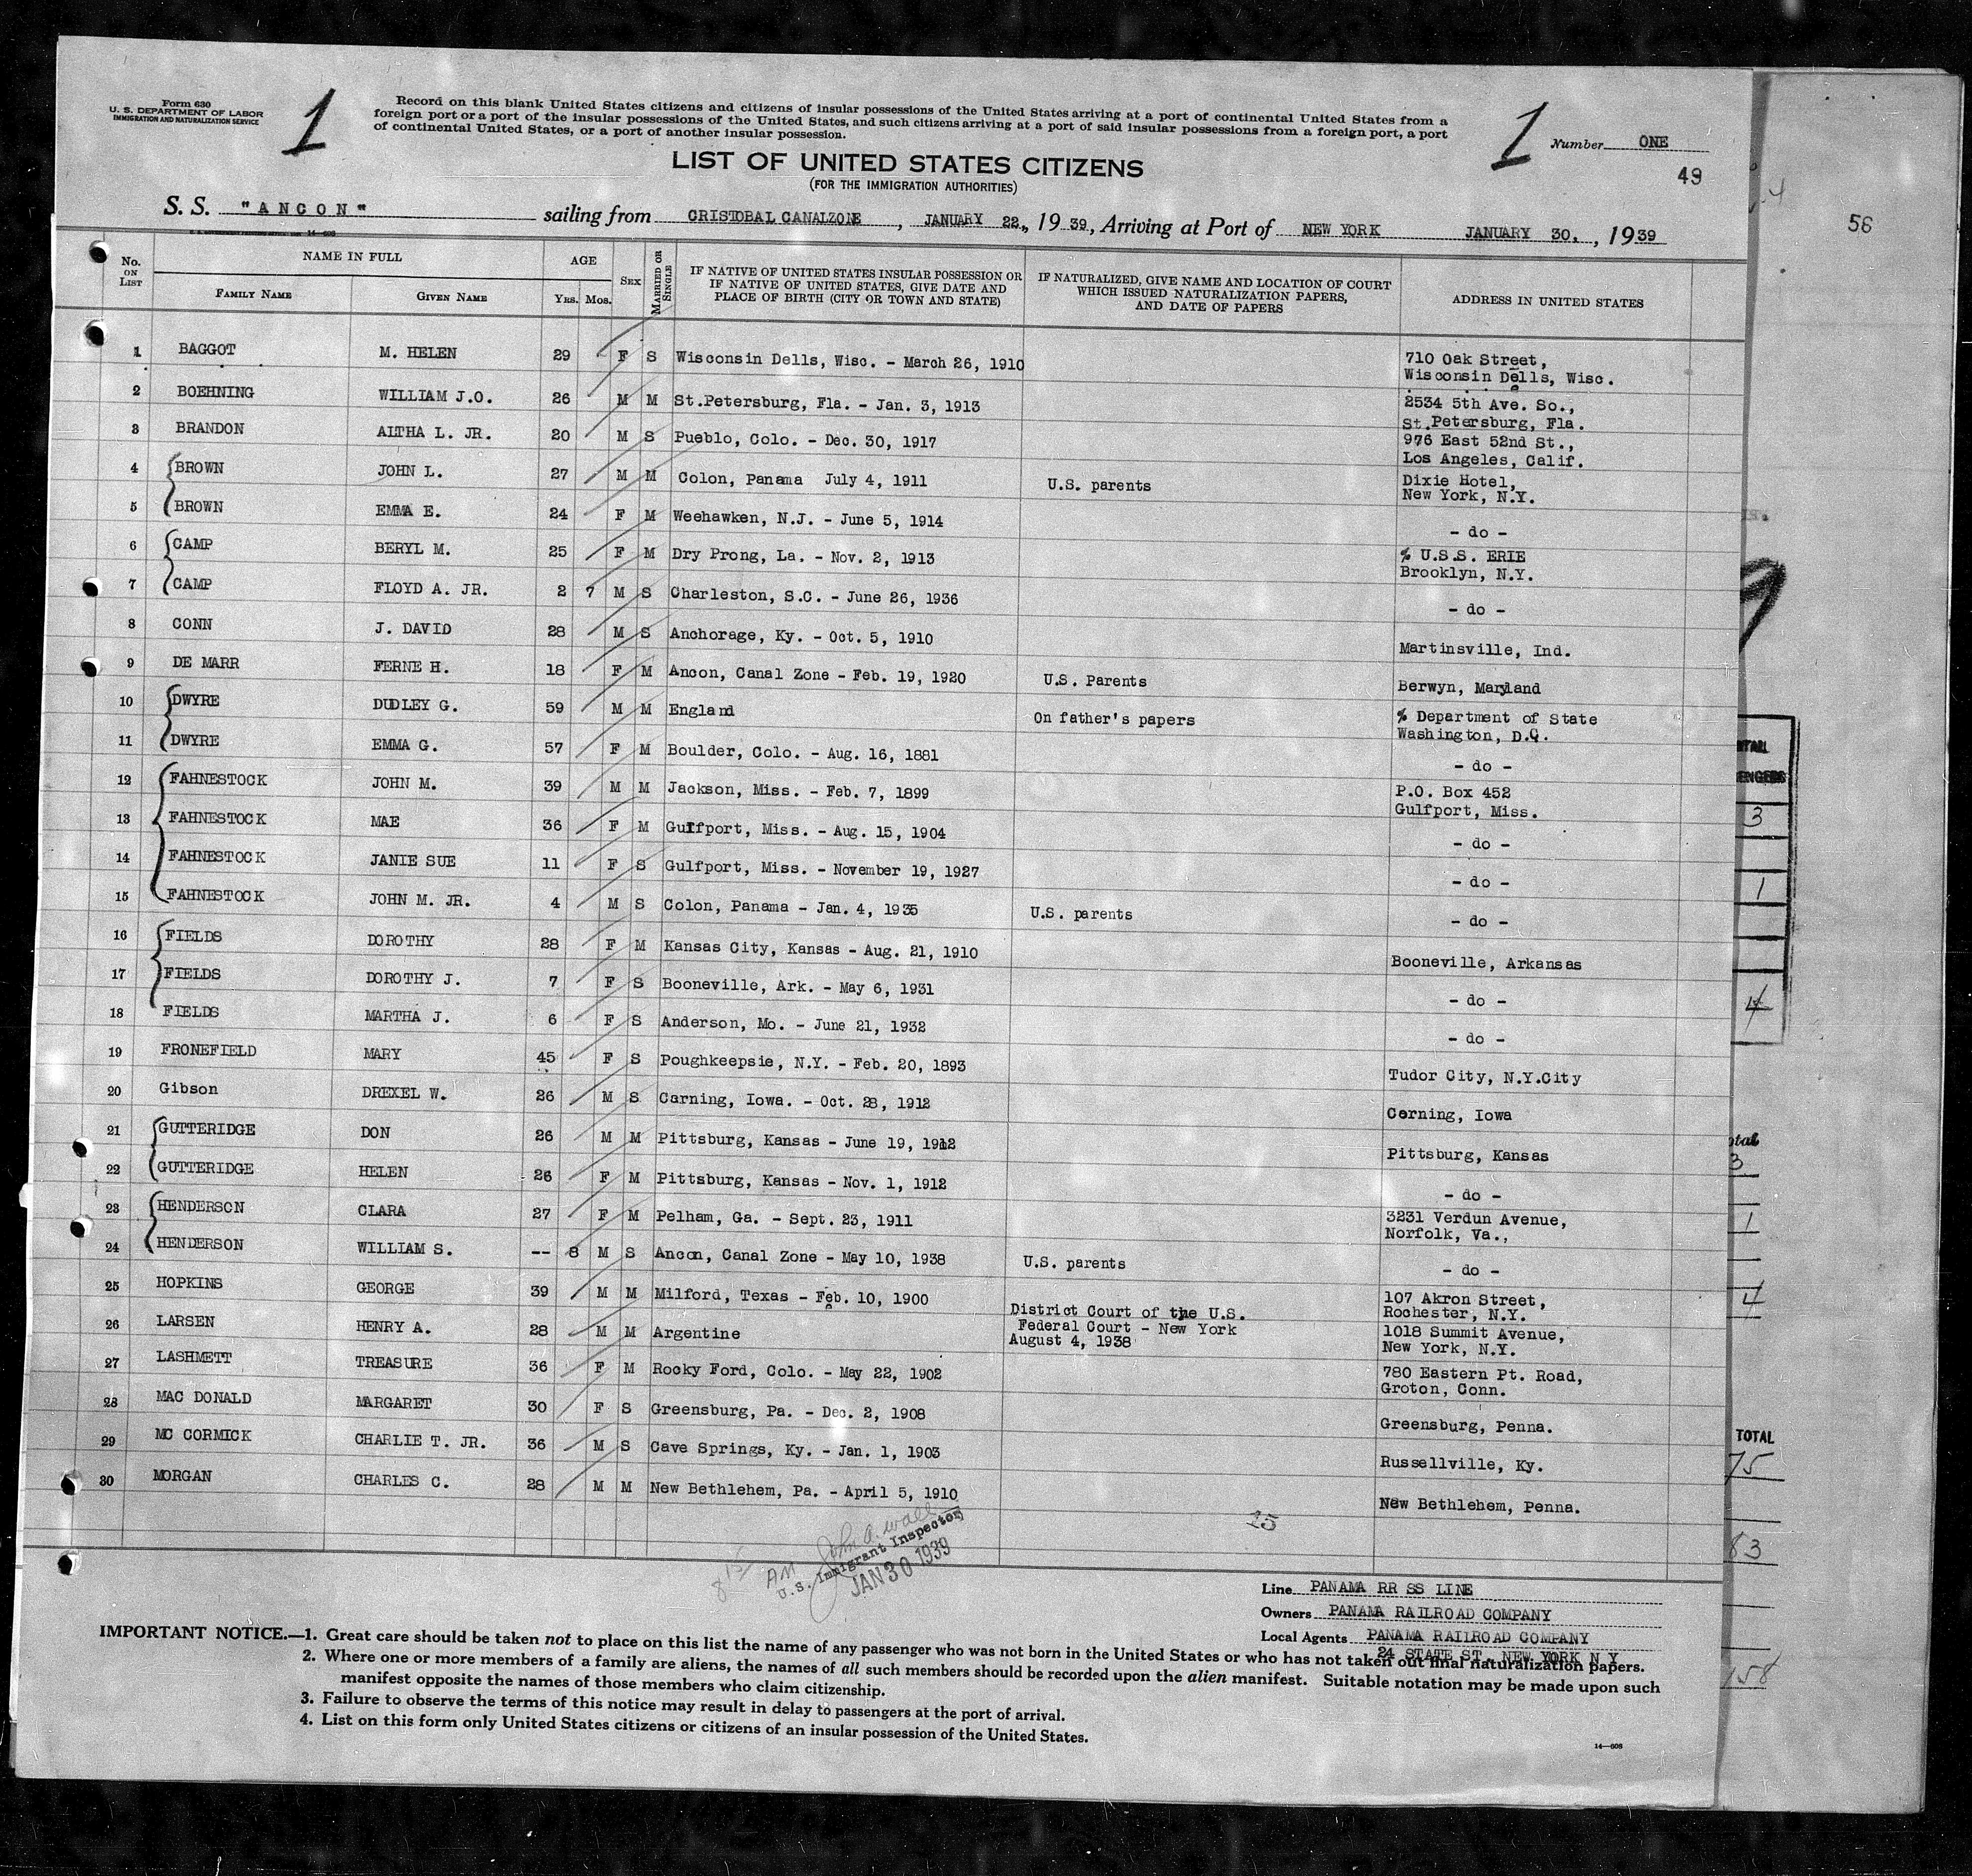 Form 630
U. S. DEPARTMENT OF LABOR
IMMIGRATION AND NATURALIZATION SERVICE
1
Record on this blank United States citizens and citizens of insular possessions of the United States arriving at a port of continental United States from a
foreign port or a port of the insular possessions of the United States, and such citizens arriving at a port of said insular possessions from a foreign port, a port
of continental United States, or a port of another insular possession.
1
Number ONE
49
56
LIST OF UNITED STATES CITIZENS
(FOR THE IMMIGRATION AUTHORITIES)
S. S. "ANCON" sailing from CRISTOBAL CANALZONE, JANUARY 22, 1939, Arriving at Port of NEW YORK JANUARY 30, , 1939
No. ON LIST NAME IN FULL AGE SEX MARRIED OR SINGLE IF NATIVE OF UNITED STATES INSULAR POSSESSION OR IF NATIVE OF UNITED STATES, GIVE DATE AND PLACE OF BIRTH (CITY OR TOWN AND STATE) IF NATURALIZED, GIVE NAME AND LOCATION OF COURT WHICH ISSUED NATURALIZATION PAPERS, AND DATE OF PAPERS ADDRESS IN UNITED STATES
FAMILY NAME GIVEN NAME YRS. MOS.
1 BAGGOT M. HELEN 29 F S Wisconsin Dells, Wisc. - March 26, 1910 710 Oak Street, Wisconsin Dells, Wisc.
2 BOEHNING WILLIAM J.O. 26 M M St.Petersburg, Fla. - Jan. 3, 1913 2534 5th Ave. So., St.Petersburg, Fla.
3 BRANDON ALTHA L. JR. 20 M S Pueblo, Colo. - Dec. 30, 1917 976 East 52nd St., Los Angeles, Calif.
4 BROWN JOHN L. 27 M M Colon, Panama July 4, 1911 U.S. parents Dixie Hotel, New York, N.Y.
5 BROWN EMMA E. 24 F M Weehawken, N.J. - June 5, 1914 - do -
6 CAMP BERYL M. 25 F M Dry Prong, La. - Nov. 2, 1913 % U.S.S. ERIE Brooklyn, N.Y.
7 CAMP FLOYD A. JR. 2 7 M S Charleston, S.C. - June 26, 1936 - do -
8 CONN J. DAVID 28 M S Anchorage, Ky. - Oct. 5, 1910 Martinsville, Ind.
9 DE MARR FERNE H. 18 F M Ancon, Canal Zone - Feb. 19, 1920 U.S. Parents Berwyn, Maryland
10 DWYRE DUDLEY G. 59 M M England On father's papers % Department of State Washington, D.C.
11 DWYRE EMMA G. 57 F M Boulder, Colo. - Aug. 16, 1881 - do -
12 FAHNESTOCK JOHN M. 39 M M Jackson, Miss. - Feb. 7, 1899 P.O. Box 452 Gulfport, Miss.
13 FAHNESTOCK MAE 36 F M Gulfport, Miss. - Aug. 15, 1904 - do -
14 FAHNESTOCK JANIE SUE 11 F S Gulfport, Miss. - November 19, 1927 - do -
15 FAHNESTOCK JOHN M. JR. 4 M S Colon, Panama - Jan. 4, 1935 U.S. parents - do -
16 FIELDS DOROTHY 28 F M Kansas City, Kansas - Aug. 21, 1910 Booneville, Arkansas
17 FIELDS DOROTHY J. 7 F S Booneville, Ark. - May 6, 1931 - do -
18 FIELDS MARTHA J. 6 F S Anderson, Mo. - June 21, 1932 - do -
19 FRONEFIELD MARY 45 F S Poughkeepsie, N.Y. - Feb. 20, 1893 Tudor City, N.Y.City
20 Gibson DREXEL W. 26 M S Carning, Iowa. - Oct. 28, 1912 Corning, Iowa
21 GUTTERIDGE DON 26 M M Pittsburg, Kansas - June 19, 1912 Pittsburg, Kansas
22 GUTTERIDGE HELEN 26 F M Pittsburg, Kansas - Nov. 1, 1912 - do -
23 HENDERSON CLARA 27 F M Pelham, Ga. - Sept. 23, 1911 3231 Verdun Avenue, Norfolk, Va.,
24 HENDERSON WILLIAM S. -- 8 M S Ancon, Canal Zone - May 10, 1938 U.S. parents - do -
25 HOPKINS GEORGE 39 M M Milford, Texas - Feb. 10, 1900 107 Akron Street, Rochester, N.Y.
26 LARSEN HENRY A. 28 M M Argentine District Court of the U.S. Federal Court - New York August 4, 1938 1018 Summit Avenue, New York, N.Y.
27 LASHMETT TREASURE 36 F M Rocky Ford, Colo. - May 22, 1902 780 Eastern Pt. Road, Groton, Conn.
28 MAC DONALD MARGARET 30 F S Greensburg, Pa. - Dec. 2, 1908 Greensburg, Penna.
29 MC CORMICK CHARLIE T. JR. 36 M S Cave Springs, Ky. - Jan. 1, 1903 Russellville, Ky.
30 MORGAN CHARLES C. 28 M M New Bethlehem, Pa. - April 5, 1910 New Bethlehem, Penna.
15
815 AM John A. Wall
U. S. Immigrant Inspector
JAN 30 1939
Line PANAMA RR SS LINE
Owners PANAMA RAILROAD COMPANY
Local Agents PANAMA RAILROAD COMPANY
24 STATE ST. NEW YORK N Y
IMPORTANT NOTICE.—1. Great care should be taken not to place on this list the name of any passenger who was not born in the United States or who has not taken out final naturalization papers.
2. Where one or more members of a family are aliens, the names of all such members should be recorded upon the alien manifest. Suitable notation may be made upon such
manifest opposite the names of those members who claim citizenship.
3. Failure to observe the terms of this notice may result in delay to passengers at the port of arrival.
4. List on this form only United States citizens or citizens of an insular possession of the United States.
14—608
3
1
4
3
1
4
TOTAL
75
83
158